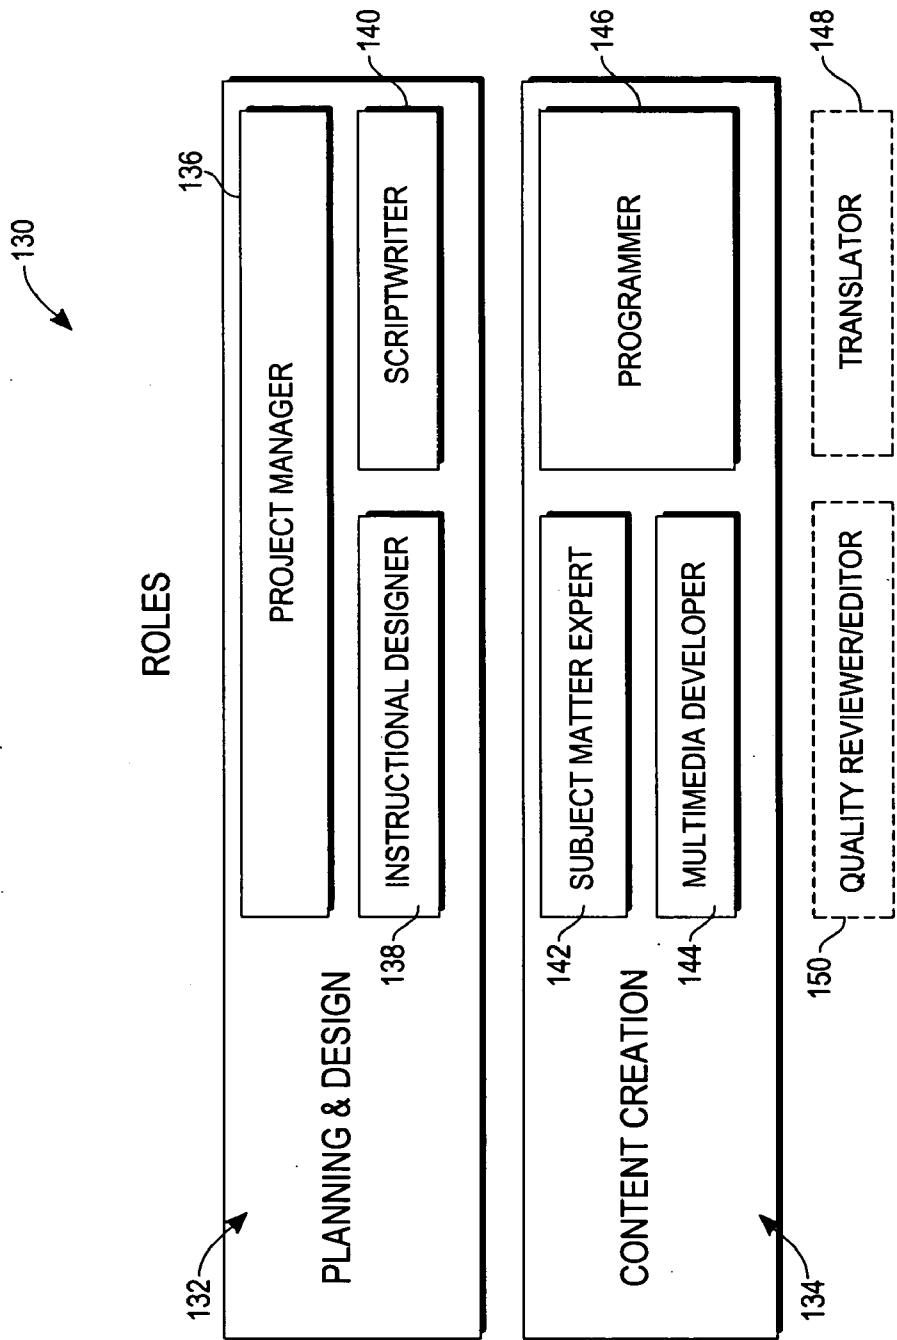 130
ROLES
136
PROJECT MANAGER
132
PLANNING & DESIGN
138
INSTRUCTIONAL DESIGNER
SCRIPTWRITER
140
142
SUBJECT MATTER EXPERT
PROGRAMMER
146
CONTENT CREATION
144
MULTIMEDIA DEVELOPER
134
150
QUALITY REVIEWER/EDITOR
TRANSLATOR
148